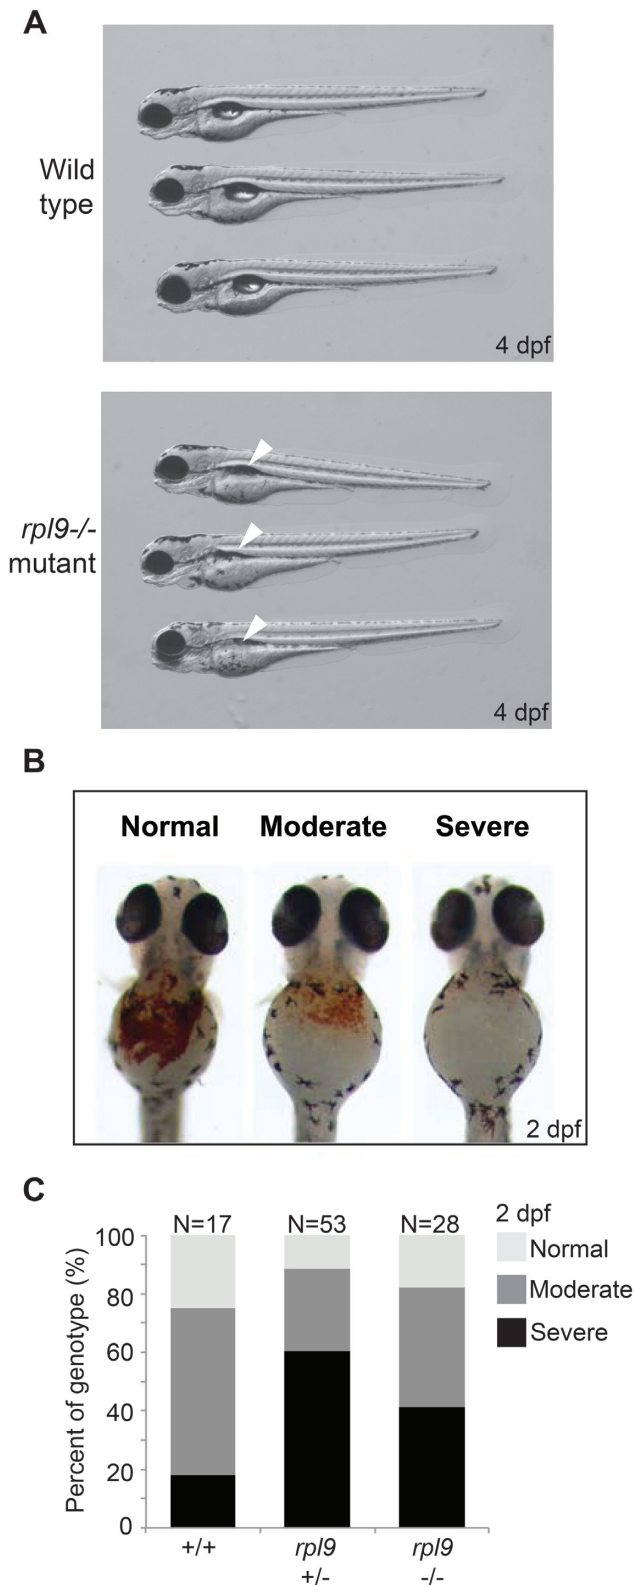 A
Wild
type
4 dpf
rpl9-/-
mutant
4 dpf
B
Normal Moderate Severe
2 dpf
C
N=17 N=53 N=28
2 dpf
Normal
Moderate
Severe
Percent of genotype (%)
100
80
60
40
20
0
+/+ rpl9 rpl9
+/- -/-